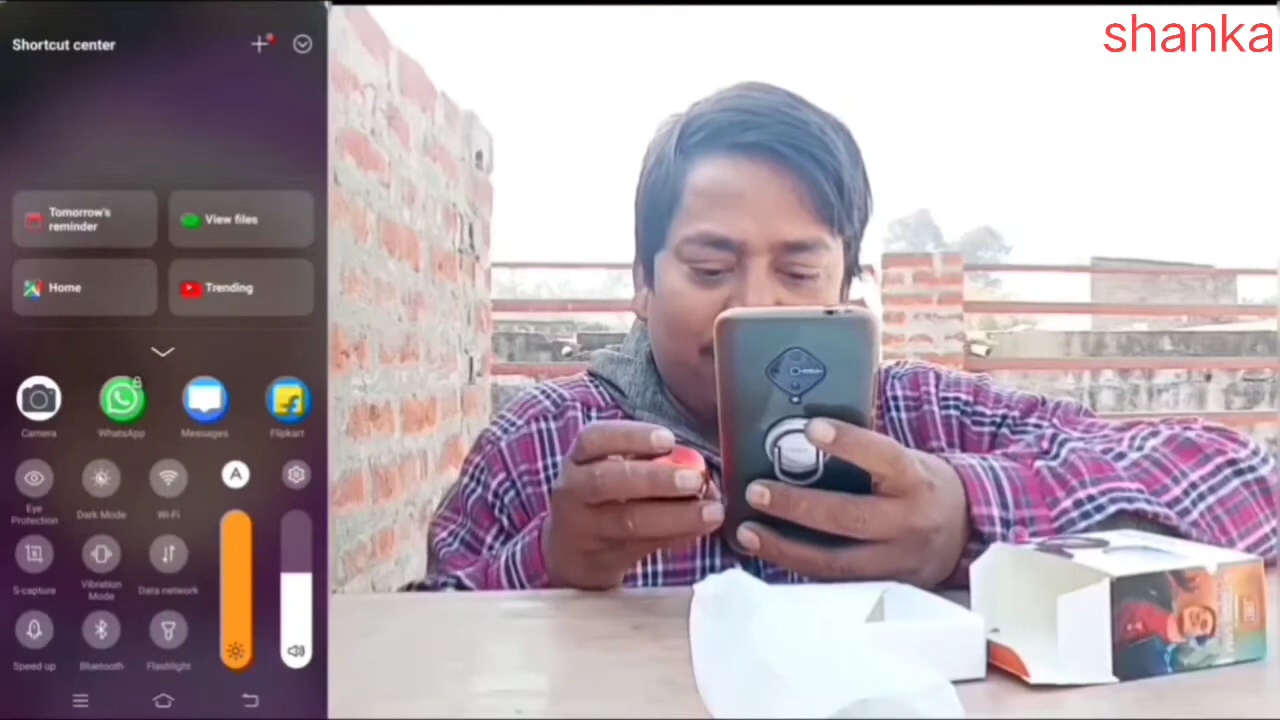 shanka
Shortcut center
Tomorrow's
reminder
View files
Home
Trending
Camera
WhatsApp
Messages
Flipkart
A
Eye
Protection
Dark Mode
Wi-Fi
S-capture
Vibration
Mode
Data network
Speed up
Bluetooth
Flashlight